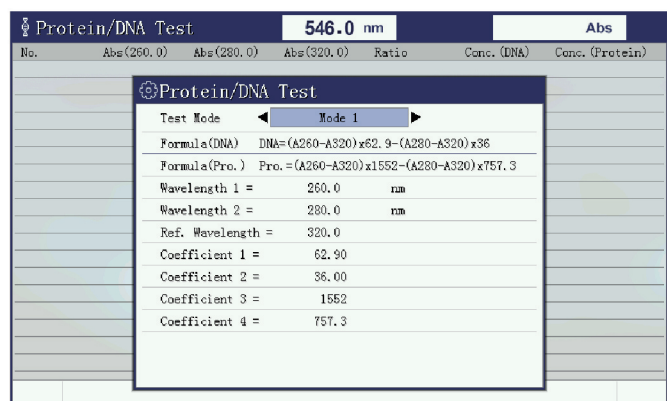 Protein/DNA Test 546.0 nm Abs
No. Abs(260.0) Abs(280.0) Abs(320.0) Ratio Conc.(DNA) Conc.(Protein)
Protein/DNA Test
Test Mode Mode 1
Formula(DNA) DNA=(A260-A320)x62.9-(A280-A320)x36
Formula(Pro.) Pro.=(A260-A320)x1552-(A280-A320)x757.3
Wavelength 1 = 260.0 nm
Wavelength 2 = 280.0 nm
Ref. Wavelength = 320.0
Coefficient 1 = 62.90
Coefficient 2 = 36.00
Coefficient 3 = 1552
Coefficient 4 = 757.3